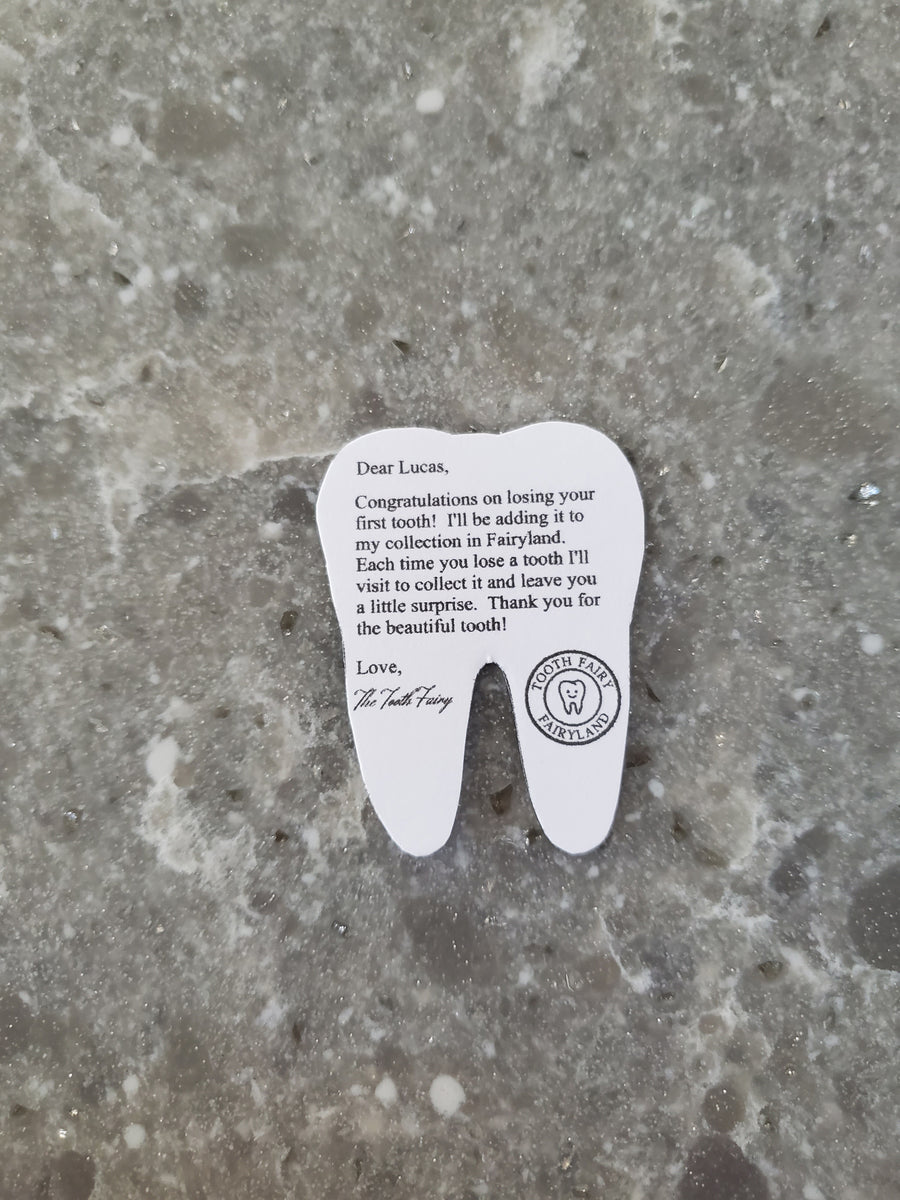 Dear Lucas,
Congratulations on losing your
first tooth!  I'll be adding it to
my collection in Fairyland.
Each time you lose a tooth I'll
visit to collect it and leave you
a little surprise.  Thank you for
the beautiful tooth!
Love,
The Tooth Fairy
TOOTH FAIRY
FAIRYLAND